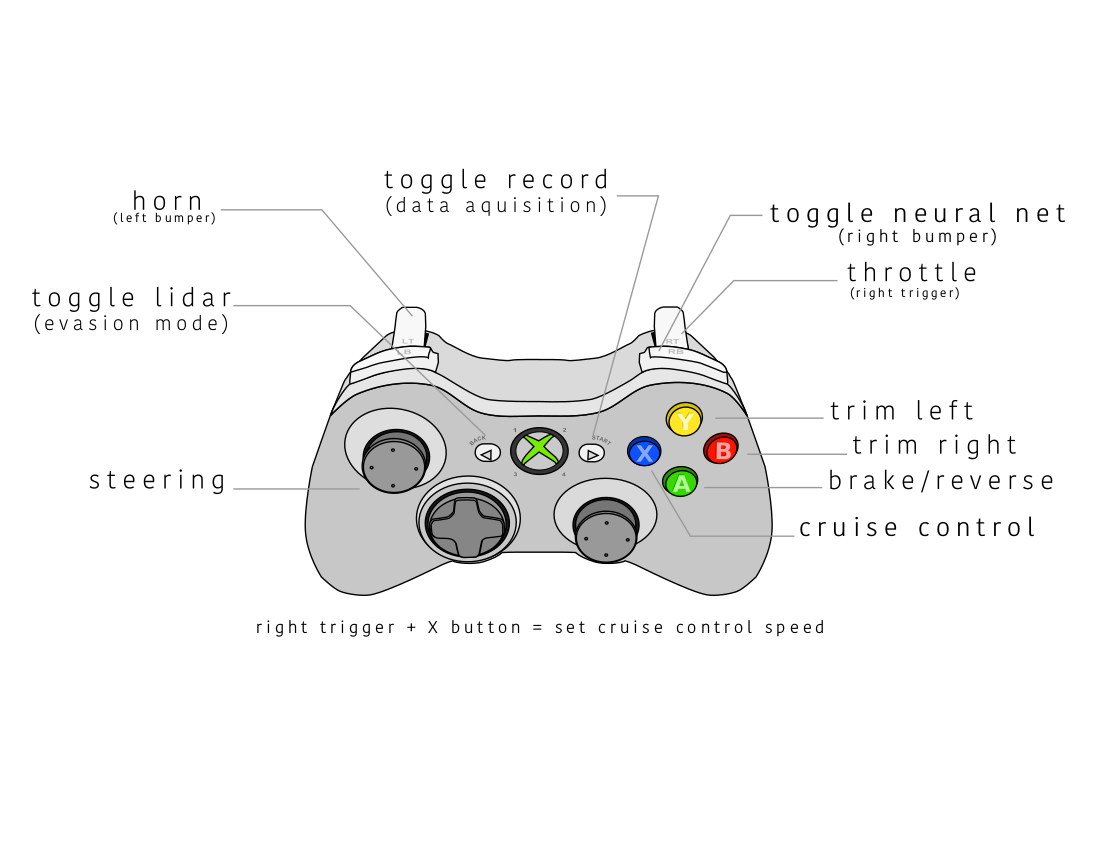 toggle record
(data aquisition)
horn
(left bumper)
toggle neural net
(right bumper)
throttle
(right trigger)
toggle lidar
(evasion mode)
LT
LB
RT
RB
trim left
trim right
steering
brake/reverse
cruise control
BACK
START
1
2
3
4
Y
X
B
A
right trigger + X button = set cruise control speed